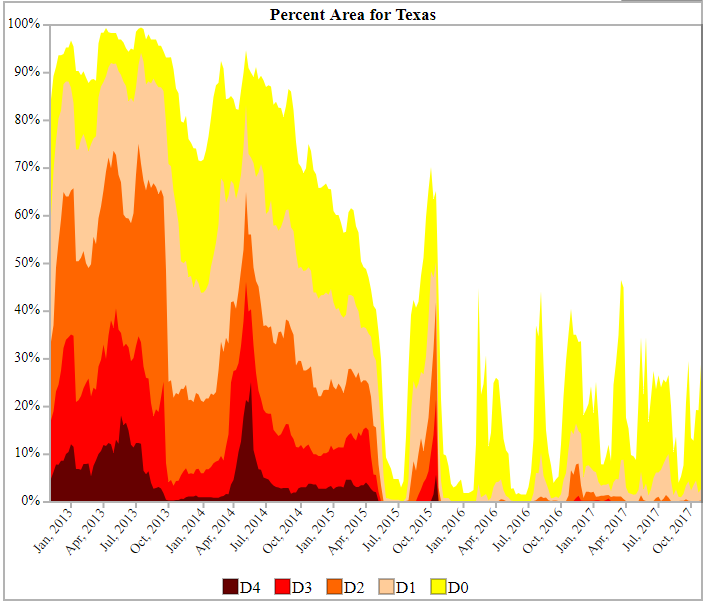 Percent Area for Texas
100%
90%
80%
70%
60%
50%
40%
30%
20%
10%
0%
Jan, 2013
Apr, 2013
Jul, 2013
Oct, 2013
Jan, 2014
Apr, 2014
Jul, 2014
Oct, 2014
Jan, 2015
Apr, 2015
Jul, 2015
Oct, 2015
Jan, 2016
Apr, 2016
Jul, 2016
Oct, 2016
Jan, 2017
Apr, 2017
Jul, 2017
Oct, 2017
D4 D3 D2 D1 D0